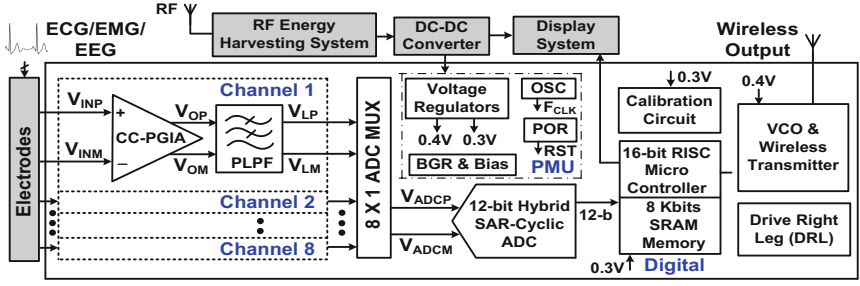 ECG/EMG/
EEG
RF
RF Energy
Harvesting System
DC-DC
Converter
Display
System
Wireless
Output
Electrodes
Channel 1
V_INP
V_INM
+
−
CC-PGIA
V_OP
V_OM
PLPF
V_LP
V_LM
Channel 2
Channel 8
8 X 1 ADC MUX
Voltage
Regulators
0.4V
0.3V
BGR & Bias
OSC
F_CLK
POR
RST
PMU
V_ADCP
V_ADCM
12-bit Hybrid
SAR-Cyclic
ADC
12-b
0.3V
Calibration
Circuit
16-bit RISC
Micro
Controller
8 Kbits
SRAM
Memory
0.3V
Digital
0.4V
VCO &
Wireless
Transmitter
Drive Right
Leg (DRL)